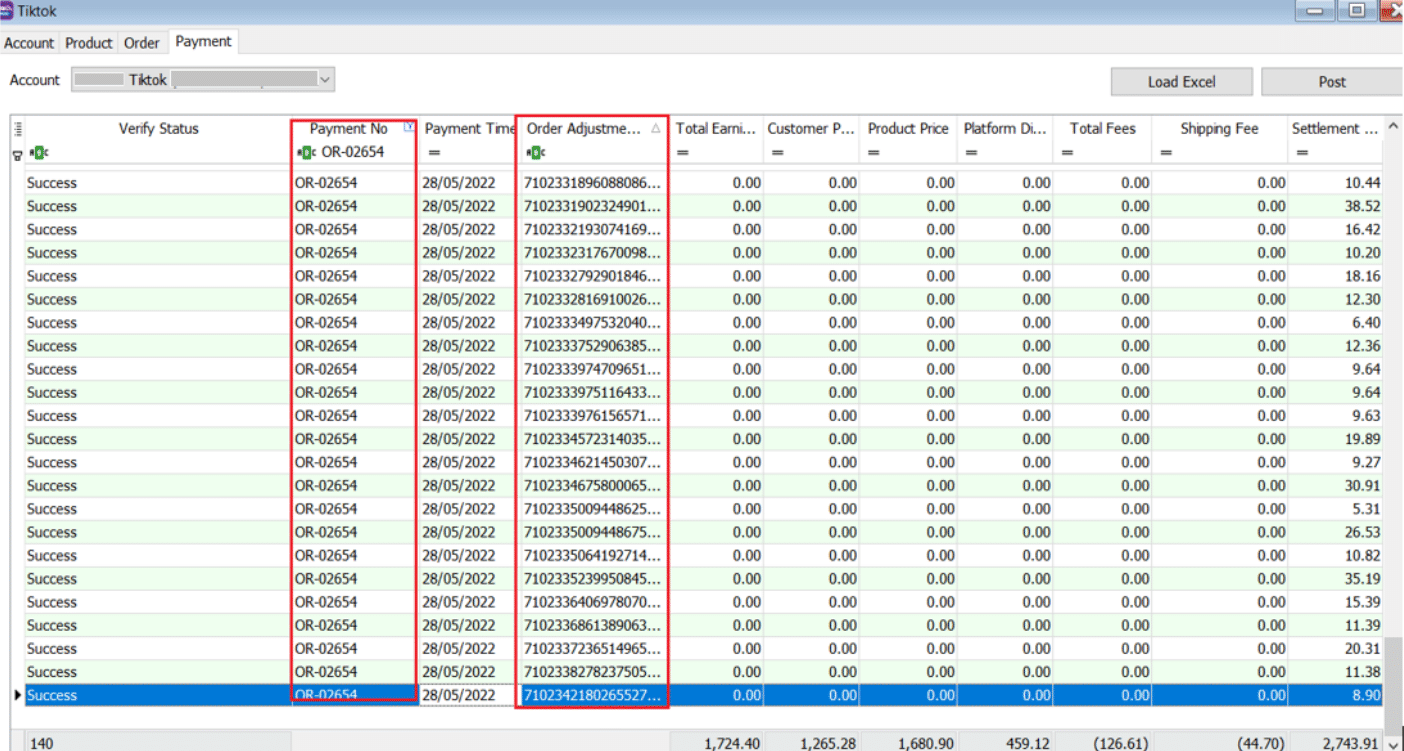 Tiktok
Account Product Order Payment
Account Tiktok Load Excel Post
Verify Status Payment No Payment Time Order Adjustme... Total Earni... Customer P... Product Price Platform Di... Total Fees Shipping Fee Settlement ...
OR-02654 = = = = = = = =
Success OR-02654 28/05/2022 7102331896088086... 0.00 0.00 0.00 0.00 0.00 0.00 10.44
Success OR-02654 28/05/2022 7102331902324901... 0.00 0.00 0.00 0.00 0.00 0.00 38.52
Success OR-02654 28/05/2022 7102332193074169... 0.00 0.00 0.00 0.00 0.00 0.00 16.42
Success OR-02654 28/05/2022 7102332317670098... 0.00 0.00 0.00 0.00 0.00 0.00 10.20
Success OR-02654 28/05/2022 7102332792901846... 0.00 0.00 0.00 0.00 0.00 0.00 18.16
Success OR-02654 28/05/2022 7102332816910026... 0.00 0.00 0.00 0.00 0.00 0.00 12.30
Success OR-02654 28/05/2022 7102333497532040... 0.00 0.00 0.00 0.00 0.00 0.00 6.40
Success OR-02654 28/05/2022 7102333752906385... 0.00 0.00 0.00 0.00 0.00 0.00 12.36
Success OR-02654 28/05/2022 7102333974709651... 0.00 0.00 0.00 0.00 0.00 0.00 9.64
Success OR-02654 28/05/2022 7102333975116433... 0.00 0.00 0.00 0.00 0.00 0.00 9.64
Success OR-02654 28/05/2022 7102333976156571... 0.00 0.00 0.00 0.00 0.00 0.00 9.63
Success OR-02654 28/05/2022 7102334572314035... 0.00 0.00 0.00 0.00 0.00 0.00 19.89
Success OR-02654 28/05/2022 7102334621450307... 0.00 0.00 0.00 0.00 0.00 0.00 9.27
Success OR-02654 28/05/2022 7102334675800065... 0.00 0.00 0.00 0.00 0.00 0.00 30.91
Success OR-02654 28/05/2022 7102335009448625... 0.00 0.00 0.00 0.00 0.00 0.00 5.31
Success OR-02654 28/05/2022 7102335009448675... 0.00 0.00 0.00 0.00 0.00 0.00 26.53
Success OR-02654 28/05/2022 7102335064192714... 0.00 0.00 0.00 0.00 0.00 0.00 10.82
Success OR-02654 28/05/2022 7102335239950845... 0.00 0.00 0.00 0.00 0.00 0.00 35.19
Success OR-02654 28/05/2022 7102336406978070... 0.00 0.00 0.00 0.00 0.00 0.00 15.39
Success OR-02654 28/05/2022 7102336861389063... 0.00 0.00 0.00 0.00 0.00 0.00 11.39
Success OR-02654 28/05/2022 7102337236514965... 0.00 0.00 0.00 0.00 0.00 0.00 20.31
Success OR-02654 28/05/2022 7102338278237505... 0.00 0.00 0.00 0.00 0.00 0.00 11.38
Success OR-02654 28/05/2022 7102342180265527... 0.00 0.00 0.00 0.00 0.00 0.00 8.90
140 1,724.40 1,265.28 1,680.90 459.12 (126.61) (44.70) 2,743.91